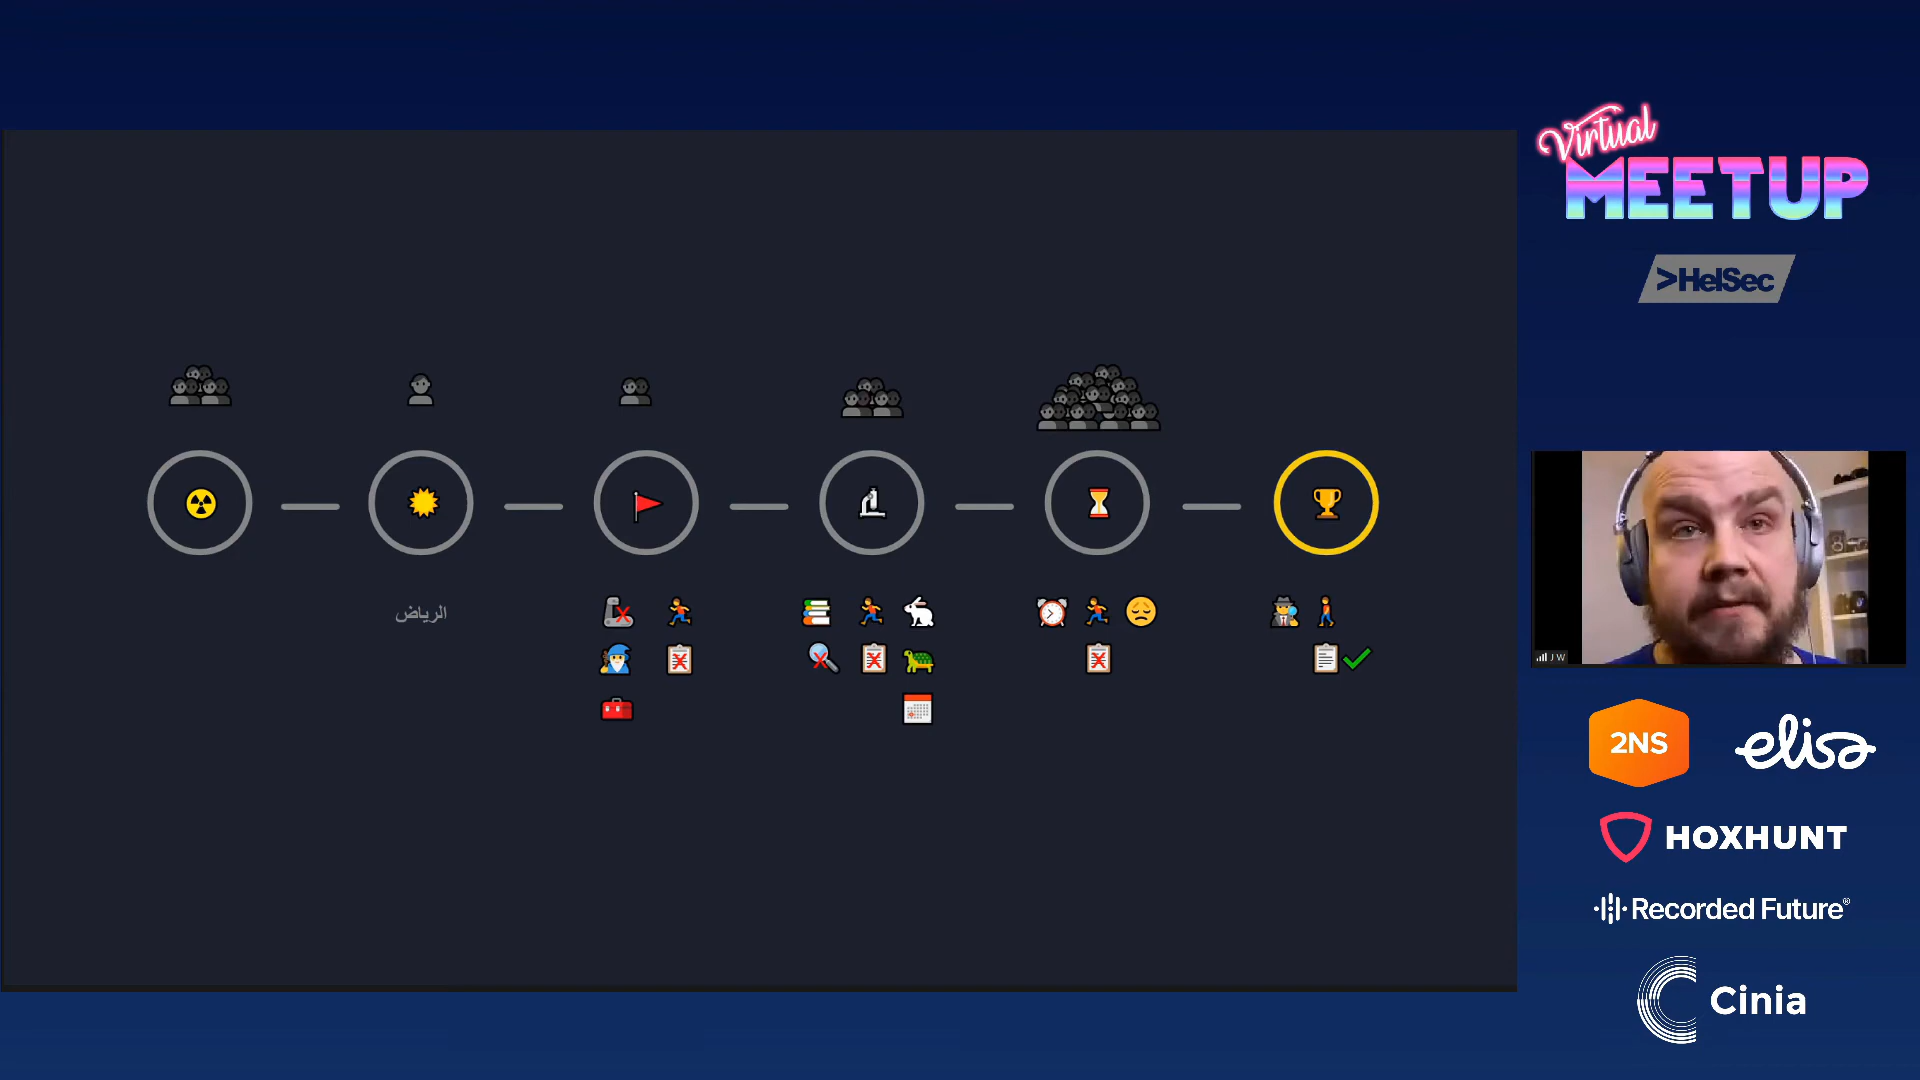 Virtual
MEETUP
>HelSec
الرياض
J W
2NS
elisa
HOXHUNT
Recorded Future®
Cinia